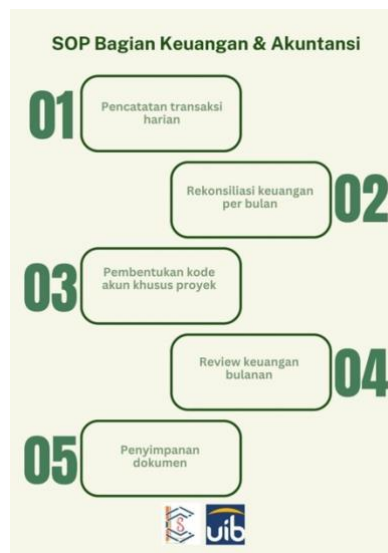 SOP Bagian Keuangan & Akuntansi
01
Pencatatan transaksi
harian
Rekonsiliasi keuangan
per bulan
02
03
Pembentukan kode
akun khusus proyek
Review keuangan
bulanan
04
05
Penyimpanan
dokumen
S
uib